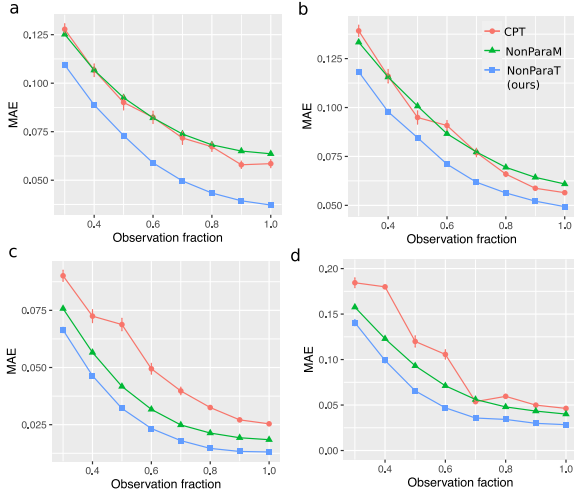 a
MAE
0,125
0,100
0,075
0,050
0.4
0.6
0.8
1.0
Observation fraction
b
MAE
0,125
0,100
0,075
0,050
0.4
0.6
0.8
1.0
Observation fraction
CPT
NonParaM
NonParaT
(ours)
c
MAE
0,075
0,050
0,025
0.4
0.6
0.8
1.0
Observation fraction
d
MAE
0,20
0,15
0,10
0,05
0,00
0.4
0.6
0.8
1.0
Observation faction